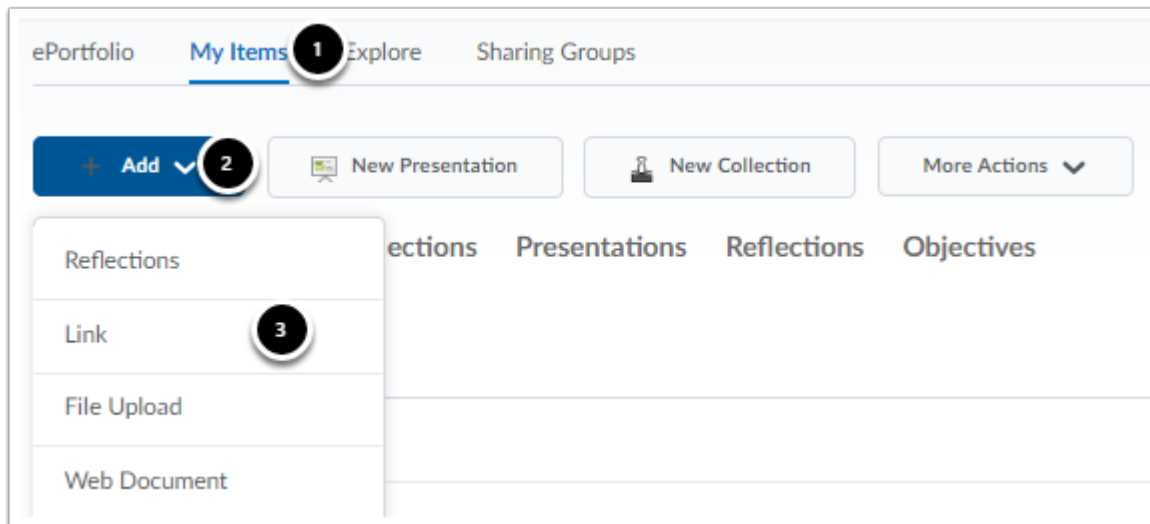 ePortfolio My Items 1 Explore Sharing Groups
+ Add 2 New Presentation New Collection More Actions
Reflections ections Presentations Reflections Objectives
Link 3
File Upload
Web Document